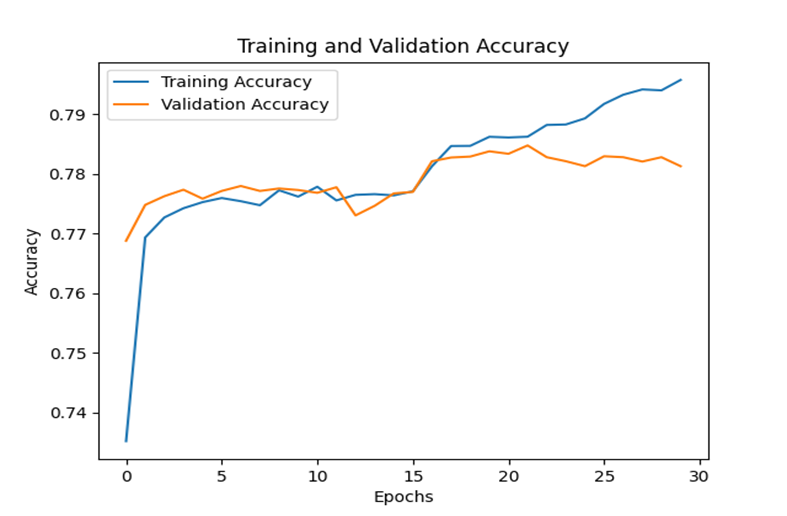 Training and Validation Accuracy
Training Accuracy
Validation Accuracy
0.79
0.78
0.77
0.76
0.75
0.74
Accuracy
0 5 10 15 20 25 30
Epochs